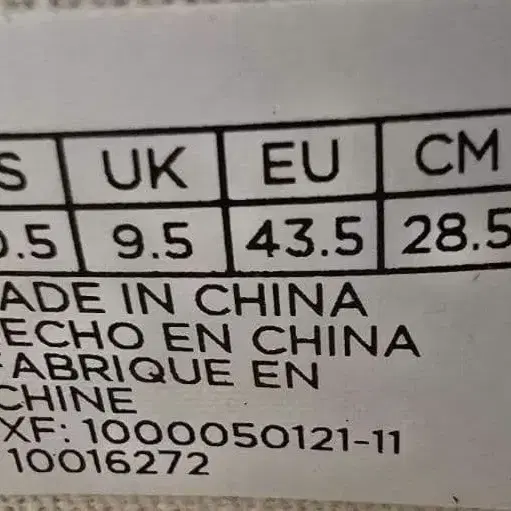 S UK EU CM
.5 9.5 43.5 28.5
ADE IN CHINA
ECHO EN CHINA
FABRIQUE EN
CHINE
XF: 1000050121-11
10016272